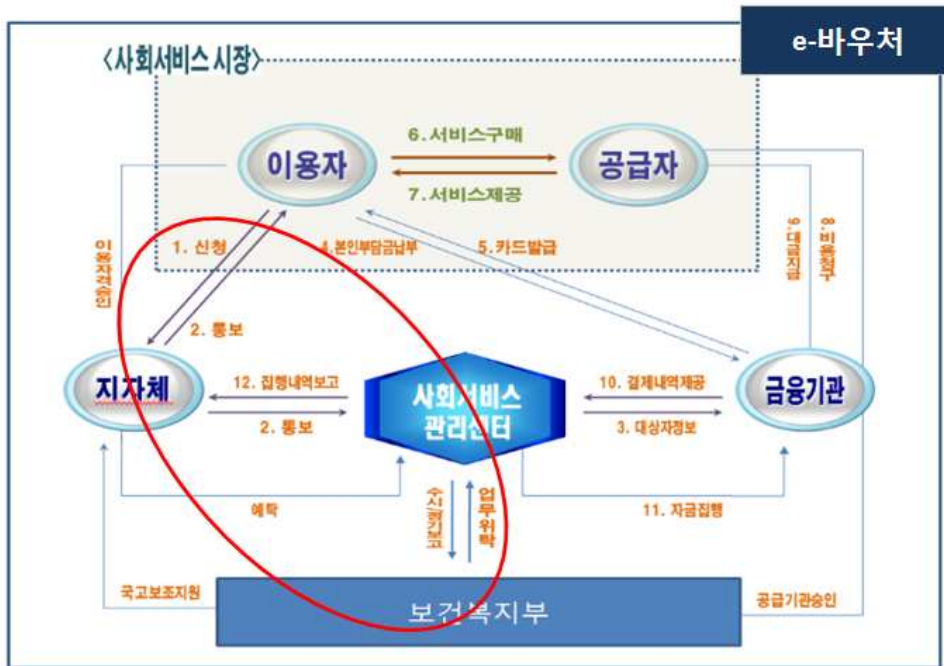 e-바우처
<사회서비스 시장>
6.서비스구매
이용자
공급자
7.서비스제공
1. 신청
4.본인부담금납부
5.카드발급
이용자격승인
9.대금지급
8.비용청구
2. 통보
지자체
12. 집행내역보고
사회서비스
관리센터
10. 결제내역제공
금융기관
2. 통보
3. 대상자정보
예탁
수시/정기보고
업무위탁
11. 자금집행
국고보조지원
보건복지부
공급기관승인